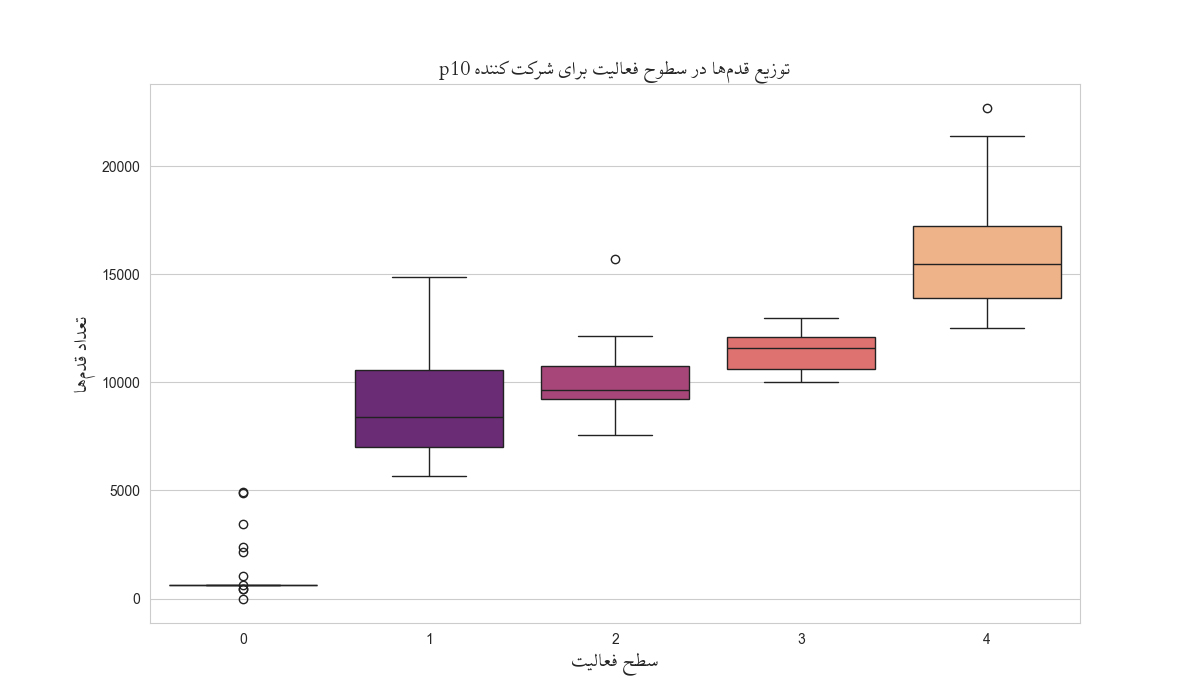 توزیع قدم‌ها در سطوح فعالیت برای شرکت‌کننده p10
تعداد قدم‌ها
20000
15000
10000
5000
0
0 1 2 3 4
سطح فعالیت